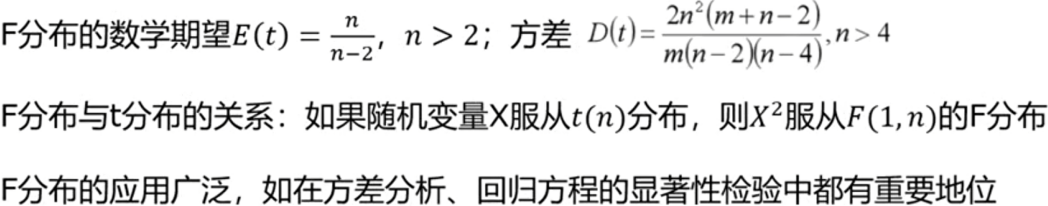 F分布的数学期望E(t) = n/(n−2), n > 2；方差 D(t)= 2n²(m+n−2)/(m(n−2)(n−4)), n > 4
F分布与t分布的关系：如果随机变量X服从t(n)分布，则X²服从F(1,n)的F分布
F分布的应用广泛，如在方差分析、回归方程的显著性检验中都有重要地位